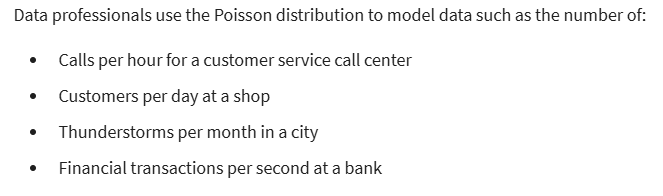 Data professionals use the Poisson distribution to model data such as the number of:
• Calls per hour for a customer service call center
• Customers per day at a shop
• Thunderstorms per month in a city
• Financial transactions per second at a bank